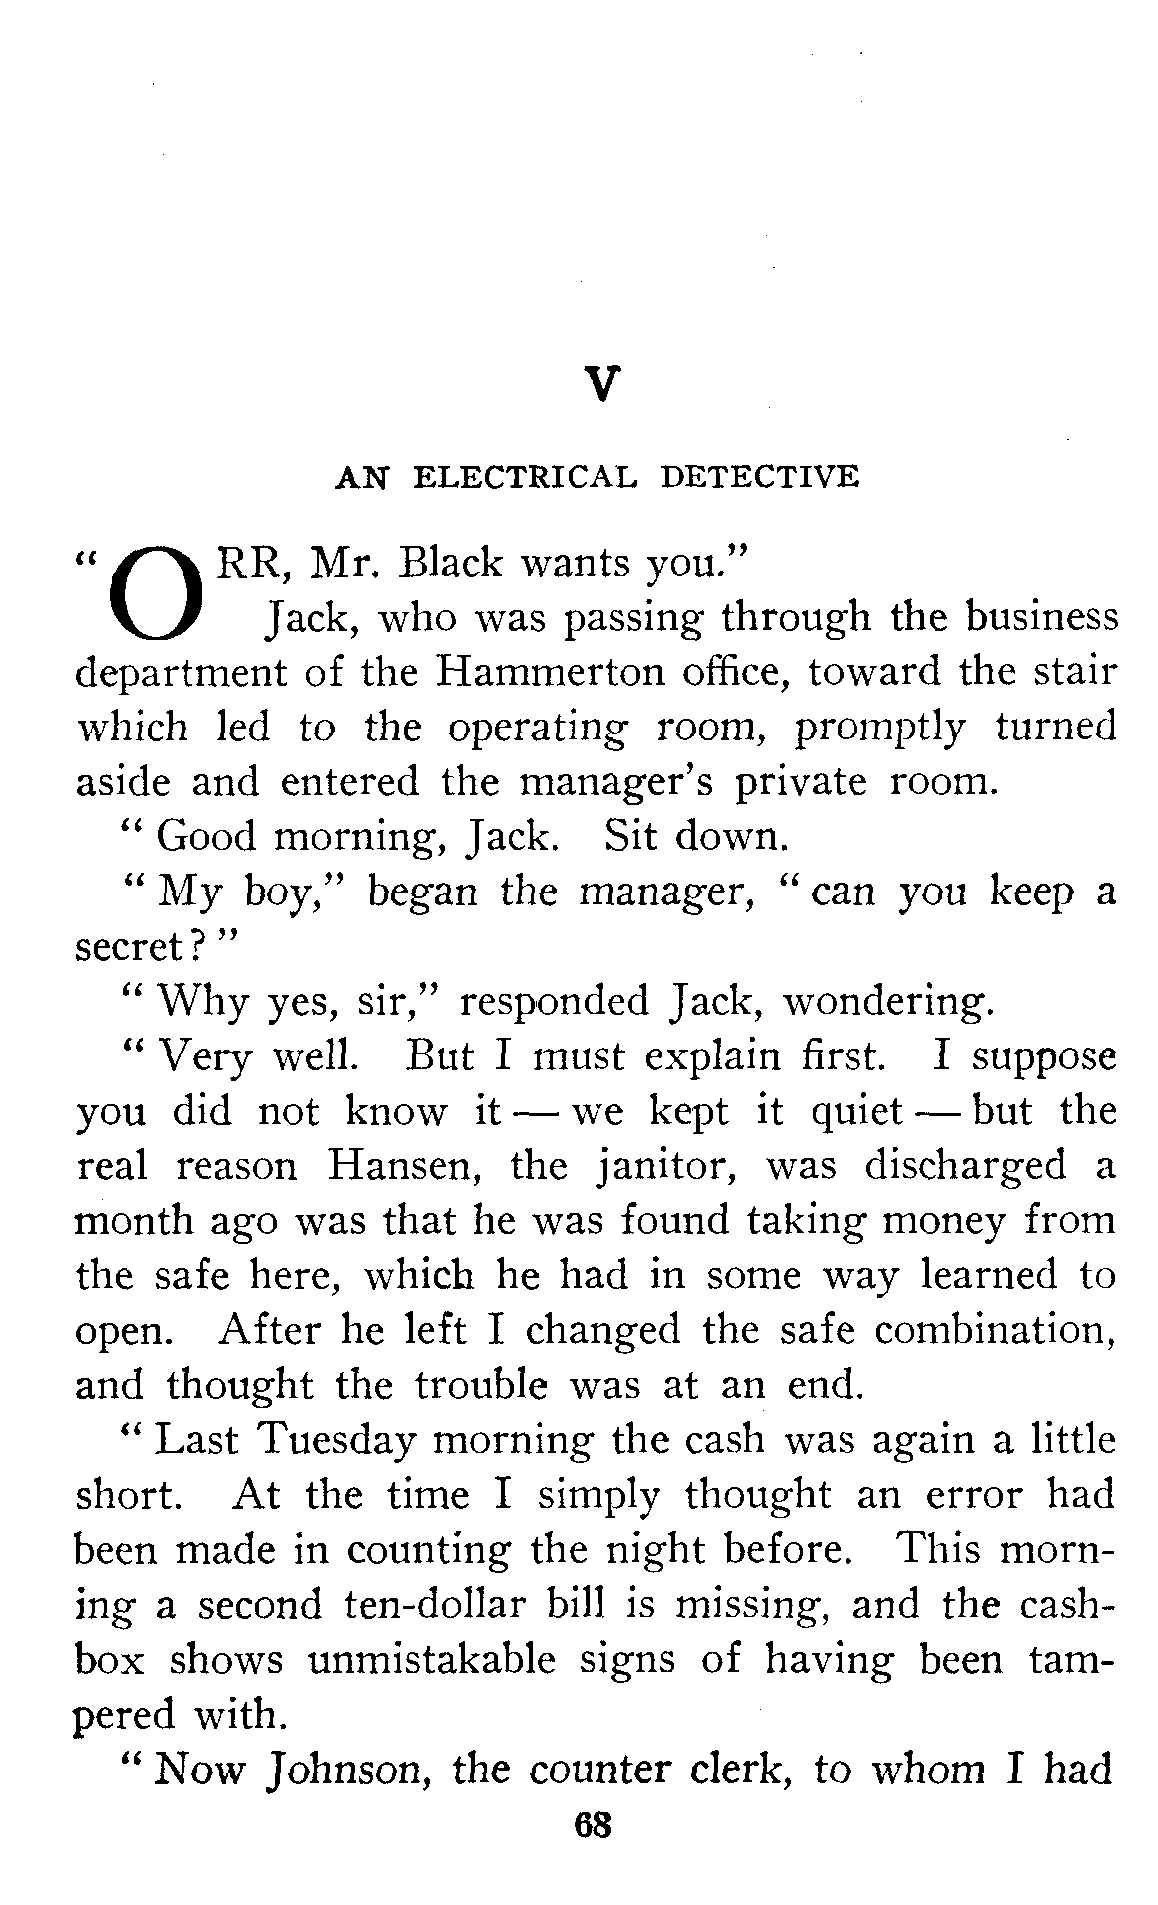 V
AN ELECTRICAL DETECTIVE
“ ORR, Mr. Black wants you.”
Jack, who was passing through the business
department of the Hammerton office, toward the stair
which led to the operating room, promptly turned
aside and entered the manager’s private room.
“ Good morning, Jack. Sit down.
“ My boy,” began the manager, “ can you keep a
secret? ”
“ Why yes, sir,” responded Jack, wondering.
“ Very well. But I must explain first. I suppose
you did not know it — we kept it quiet — but the
real reason Hansen, the janitor, was discharged a
month ago was that he was found taking money from
the safe here, which he had in some way learned to
open. After he left I changed the safe combination,
and thought the trouble was at an end.
“ Last Tuesday morning the cash was again a little
short. At the time I simply thought an error had
been made in counting the night before. This morn-
ing a second ten-dollar bill is missing, and the cash-
box shows unmistakable signs of having been tam-
pered with.
“ Now Johnson, the counter clerk, to whom I had
68